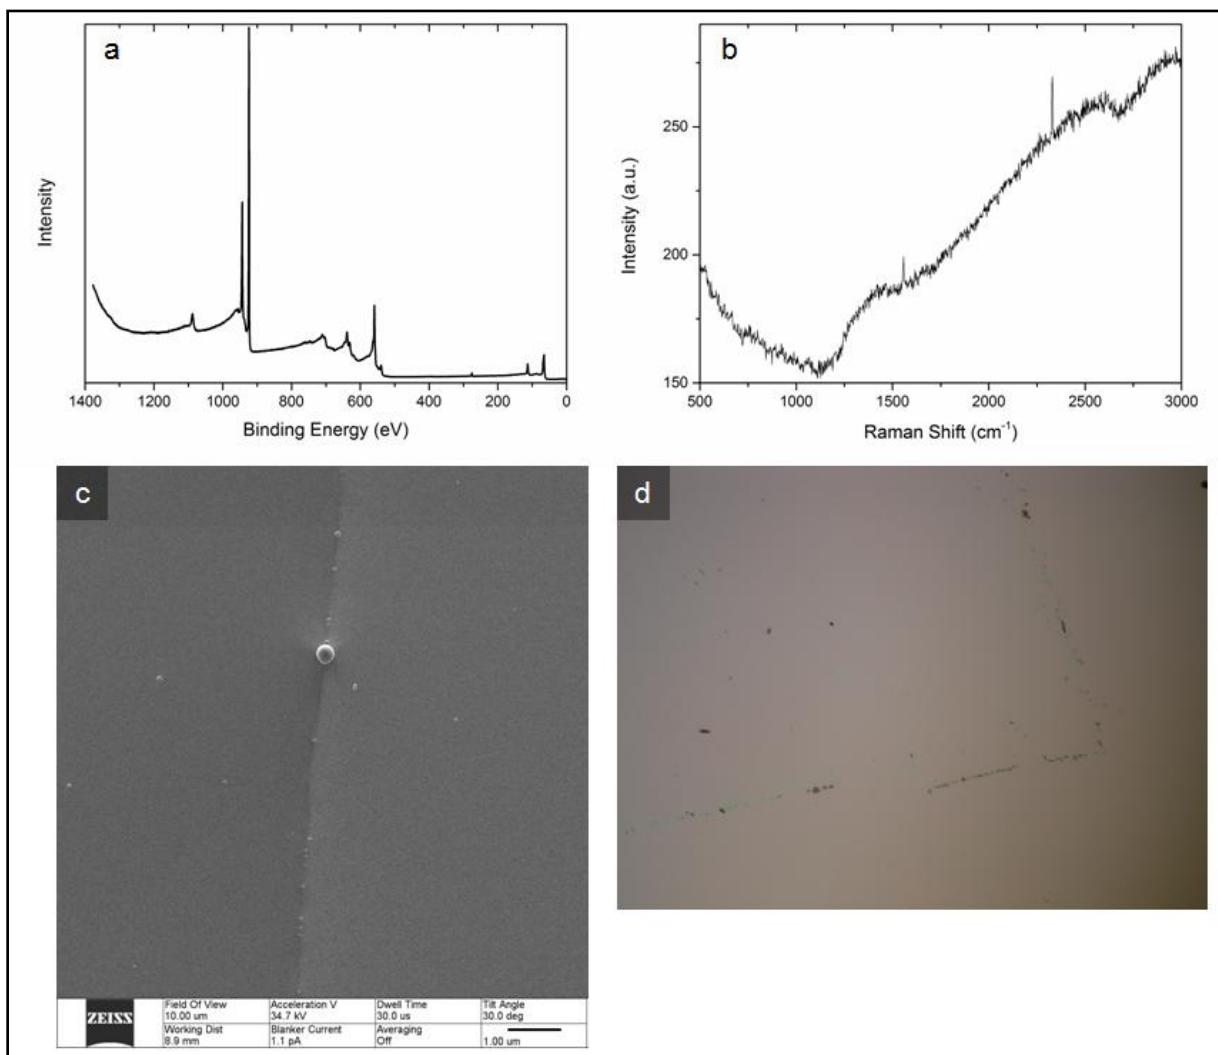 a
Intensity
1400 1200 1000 800 600 400 200 0
Binding Energy (eV)
b
Intensity (a.u.)
250
200
150
500 1000 1500 2000 2500 3000
Raman Shift (cm⁻¹)
c
d
ZEISS
Field Of View
10.00 um
Acceleration V
34.7 kV
Dwell Time
30.0 us
Tilt Angle
30.0 deg
Working Dist
8.9 mm
Blanker Current
1.1 pA
Averaging
Off
1.00 um